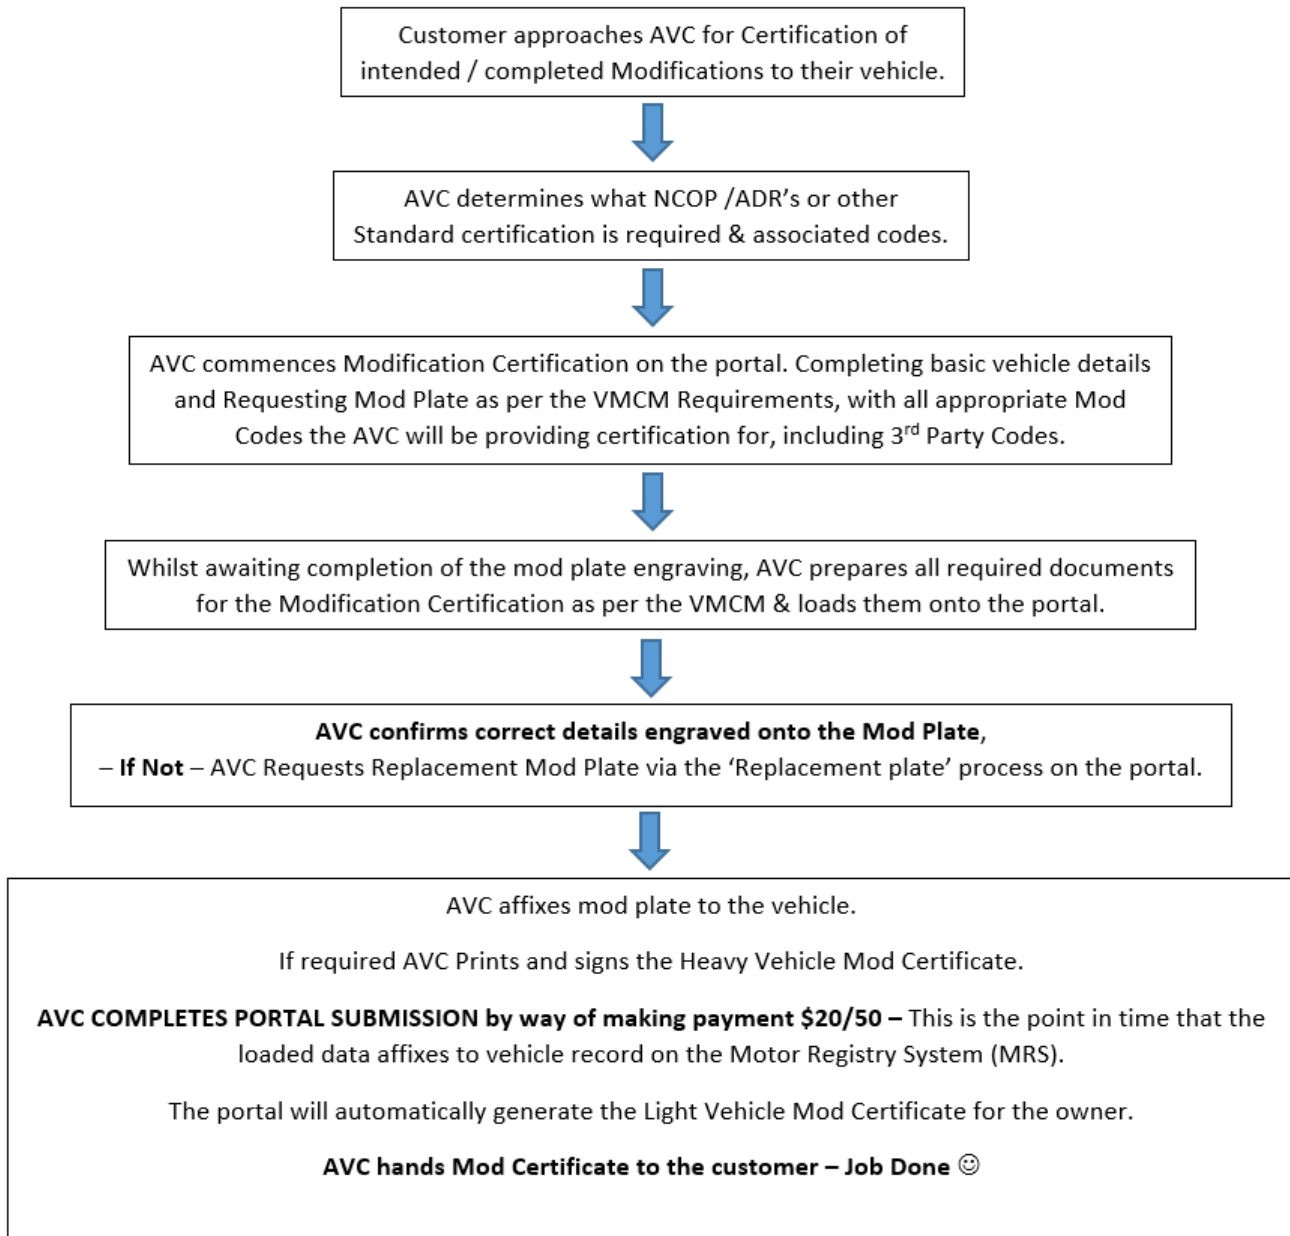 Customer approaches AVC for Certification of
intended / completed Modifications to their vehicle.
AVC determines what NCOP /ADR’s or other
Standard certification is required & associated codes.
AVC commences Modification Certification on the portal. Completing basic vehicle details
and Requesting Mod Plate as per the VMCM Requirements, with all appropriate Mod
Codes the AVC will be providing certification for, including 3rd Party Codes.
Whilst awaiting completion of the mod plate engraving, AVC prepares all required documents
for the Modification Certification as per the VMCM & loads them onto the portal.
AVC confirms correct details engraved onto the Mod Plate,
– If Not – AVC Requests Replacement Mod Plate via the ‘Replacement plate’ process on the portal.
AVC affixes mod plate to the vehicle.
If required AVC Prints and signs the Heavy Vehicle Mod Certificate.
AVC COMPLETES PORTAL SUBMISSION by way of making payment $20/50 – This is the point in time that the
loaded data affixes to vehicle record on the Motor Registry System (MRS).
The portal will automatically generate the Light Vehicle Mod Certificate for the owner.
AVC hands Mod Certificate to the customer – Job Done ☺